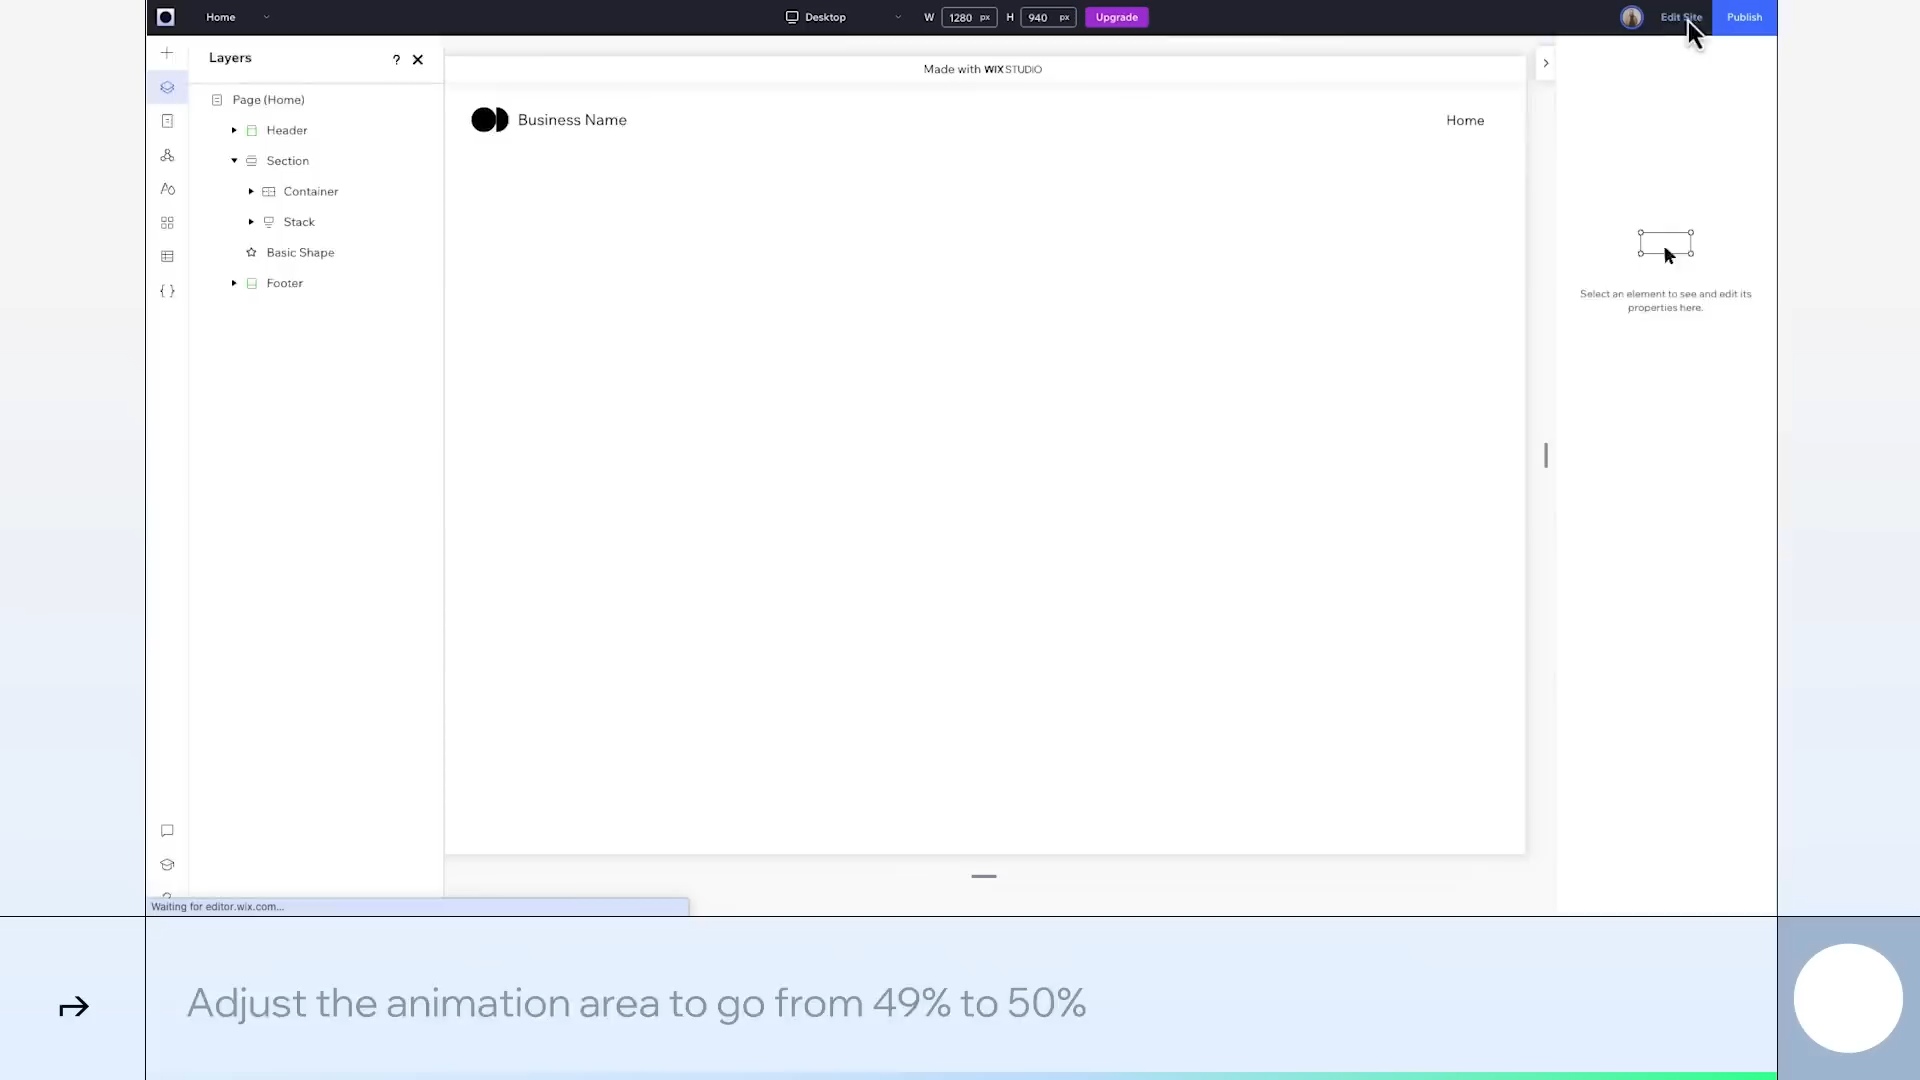 Home
Desktop
W 1280 px H 940 px
Upgrade
Edit Site
Publish
Layers
?
Made with WIX STUDIO
Page (Home)
Header
Section
Container
Stack
Basic Shape
Footer
Business Name
Home
Select an element to see and edit its
properties here.
Waiting for editor.wix.com...
Adjust the animation area to go from 49% to 50%